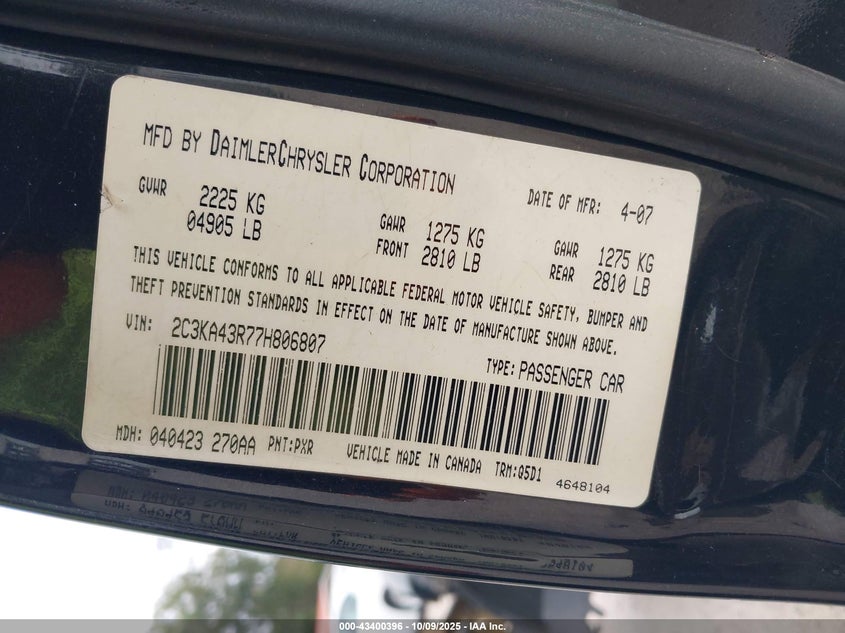 MFD BY DAIMLERCHRYSLER CORPORATION
DATE OF MFR: 4-07
GVWR 2225 KG
04905 LB
GAWR FRONT 1275 KG
2810 LB
GAWR REAR 1275 KG
2810 LB
THIS VEHICLE CONFORMS TO ALL APPLICABLE FEDERAL MOTOR VEHICLE SAFETY, BUMPER AND
THEFT PREVENTION STANDARDS IN EFFECT ON THE DATE OF MANUFACTURE SHOWN ABOVE.
VIN: 2C3KA43R77H806807
TYPE: PASSENGER CAR
MDH: 040423 270AA PNT:PXR VEHICLE MADE IN CANADA TRM:Q5D1
4648104
000-43400396 - 10/09/2025 - IAA Inc.